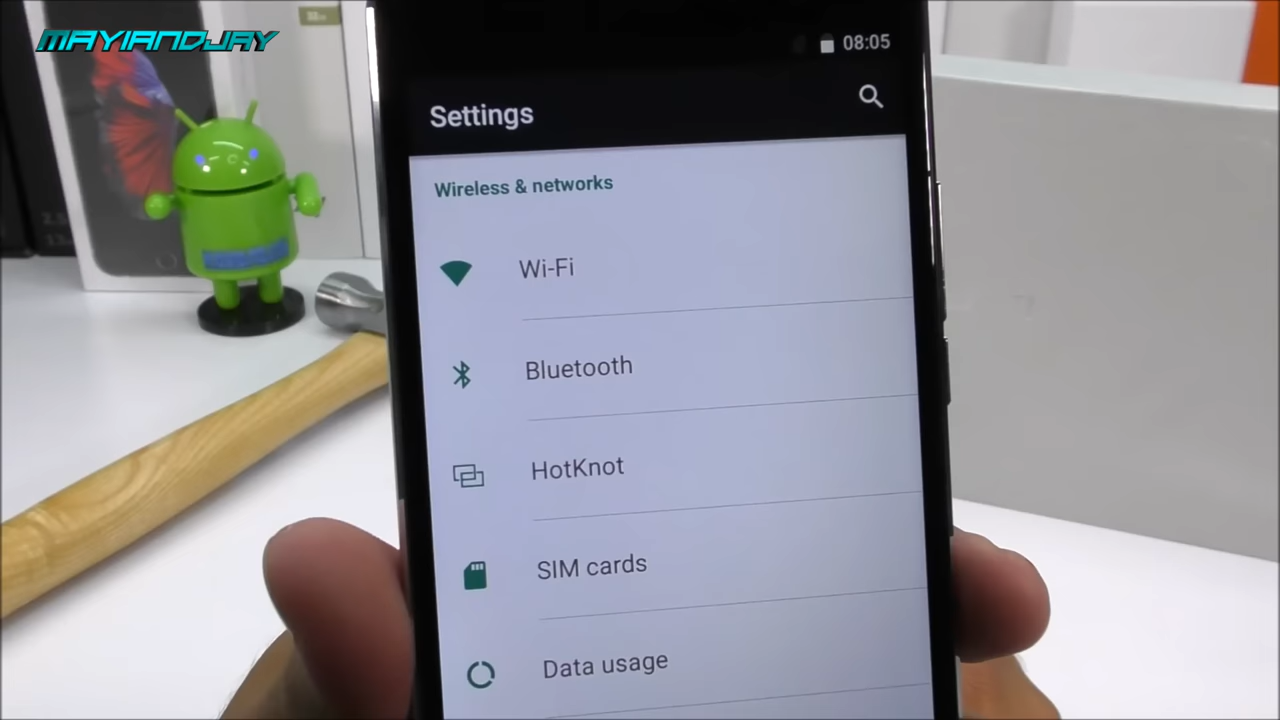 MAYIANDJAY
08:05
Settings
Wireless & networks
Wi-Fi
Bluetooth
HotKnot
SIM cards
Data usage